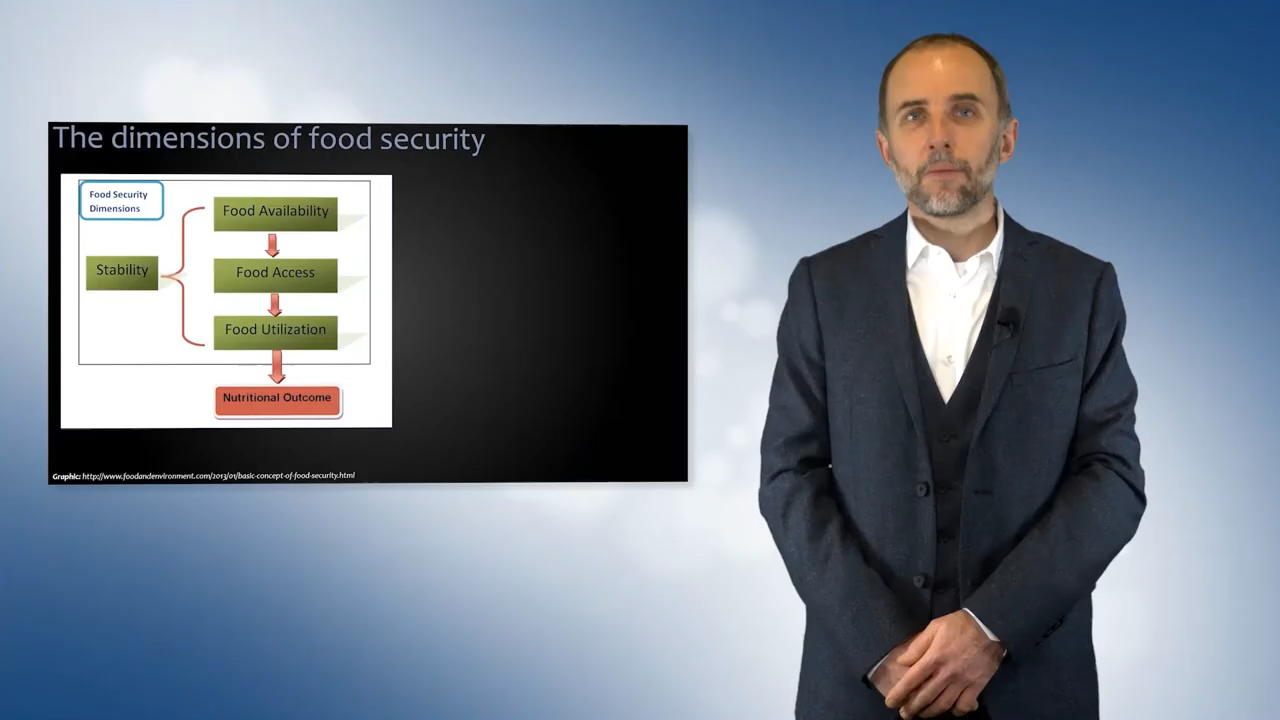 The dimensions of food security
Food Security
Dimensions
Food Availability
Stability
Food Access
Food Utilization
Nutritional Outcome
Graphic: http://www.foodandenvironment.com/2013/01/basic-concept-of-food-security.html